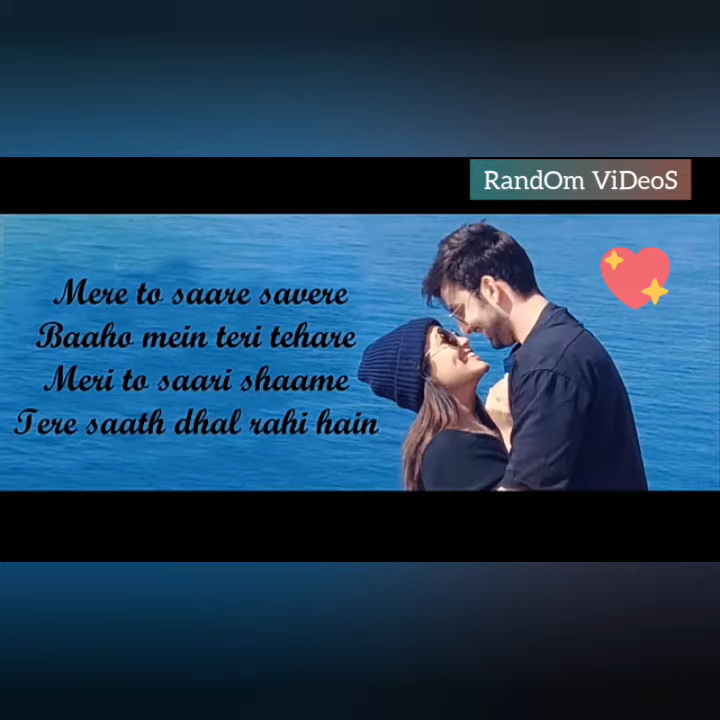 RandOm ViDeoS
Mere to saare savere
Baaho mein teri tehare
Meri to saari shaame
Tere saath dhal rahi hain